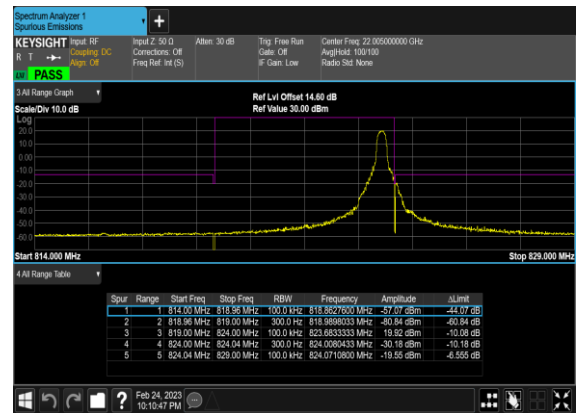 Spectrum Analyzer 1
Spurious Emissions
KEYSIGHT Input: RF Input Z: 50 Ω Atten: 30 dB Trig: Free Run Center Freq: 22.005000000 GHz
R T Coupling: DC Corrections: Off Gate: Off Avg|Hold: 100/100
Align: Off Freq Ref: Int (S) IF Gain: Low Radio Std: None
PASS
3 All Range Graph
Ref Lvl Offset 14.60 dB
Scale/Div 10.0 dB Ref Value 30.00 dBm
Log
20.0
10.0
0.00
-10.0
-20.0
-30.0
-40.0
-50.0
-60.0
Start 814.000 MHz Stop 829.000 MHz
4 All Range Table
Spur Range Start Freq Stop Freq RBW Frequency Amplitude ΔLimit
1 1 814.00 MHz 818.96 MHz 100.0 kHz 818.8627600 MHz -57.07 dBm -44.07 dB
2 2 818.96 MHz 819.00 MHz 300.0 Hz 818.9898033 MHz -80.84 dBm -60.84 dB
3 3 819.00 MHz 824.00 MHz 100.0 kHz 823.6833333 MHz 19.92 dBm -10.08 dB
4 4 824.00 MHz 824.04 MHz 300.0 Hz 824.0080433 MHz -30.18 dBm -10.18 dB
5 5 824.04 MHz 829.00 MHz 100.0 kHz 824.0710800 MHz -19.55 dBm -6.555 dB
? Feb 24, 2023
10:10:47 PM